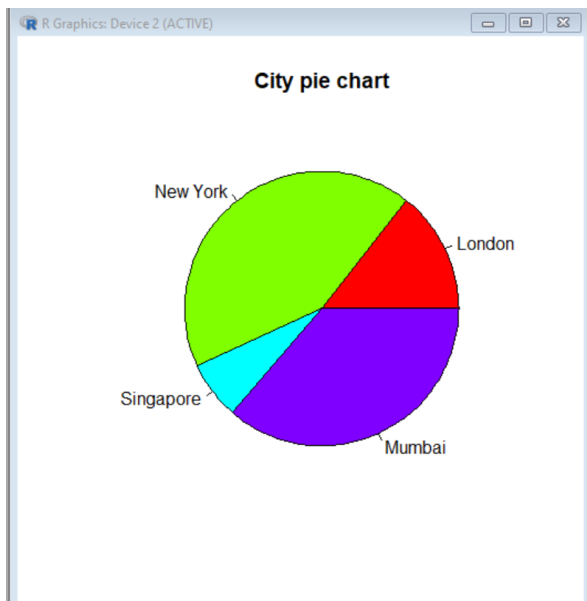 R Graphics: Device 2 (ACTIVE)
City pie chart
New York
London
Singapore
Mumbai